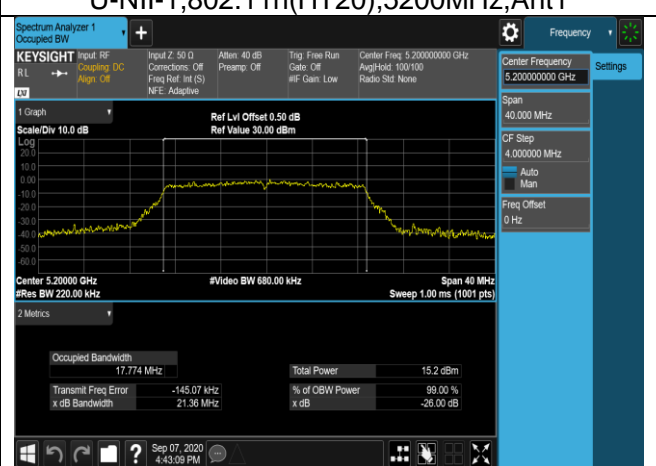 U-NII-1,802.11n(HT20),5200MHz,Ant1
Spectrum Analyzer 1
Occupied BW
Frequency
KEYSIGHT
R L
LXI
Input: RF
Coupling: DC
Align: Off
Input Z: 50 Ω
Corrections: Off
Freq Ref: Int (S)
NFE: Adaptive
Atten: 40 dB
Preamp: Off
Trig: Free Run
Gate: Off
#IF Gain: Low
Center Freq: 5.200000000 GHz
Avg|Hold: 100/100
Radio Std: None
Center Frequency
5.200000000 GHz
Settings
Span
40.000 MHz
CF Step
4.000000 MHz
Auto
Man
Freq Offset
0 Hz
1 Graph
Scale/Div 10.0 dB
Ref Lvl Offset 0.50 dB
Ref Value 30.00 dBm
Log
20.0
10.0
0.00
-10.0
-20.0
-30.0
-40.0
-50.0
-60.0
Center 5.20000 GHz
#Video BW 680.00 kHz
Span 40 MHz
#Res BW 220.00 kHz
Sweep 1.00 ms (1001 pts)
2 Metrics
Occupied Bandwidth
17.774 MHz
Total Power 15.2 dBm
Transmit Freq Error -145.07 kHz
% of OBW Power 99.00 %
x dB Bandwidth 21.36 MHz
x dB -26.00 dB
?
Sep 07, 2020
4:43:09 PM